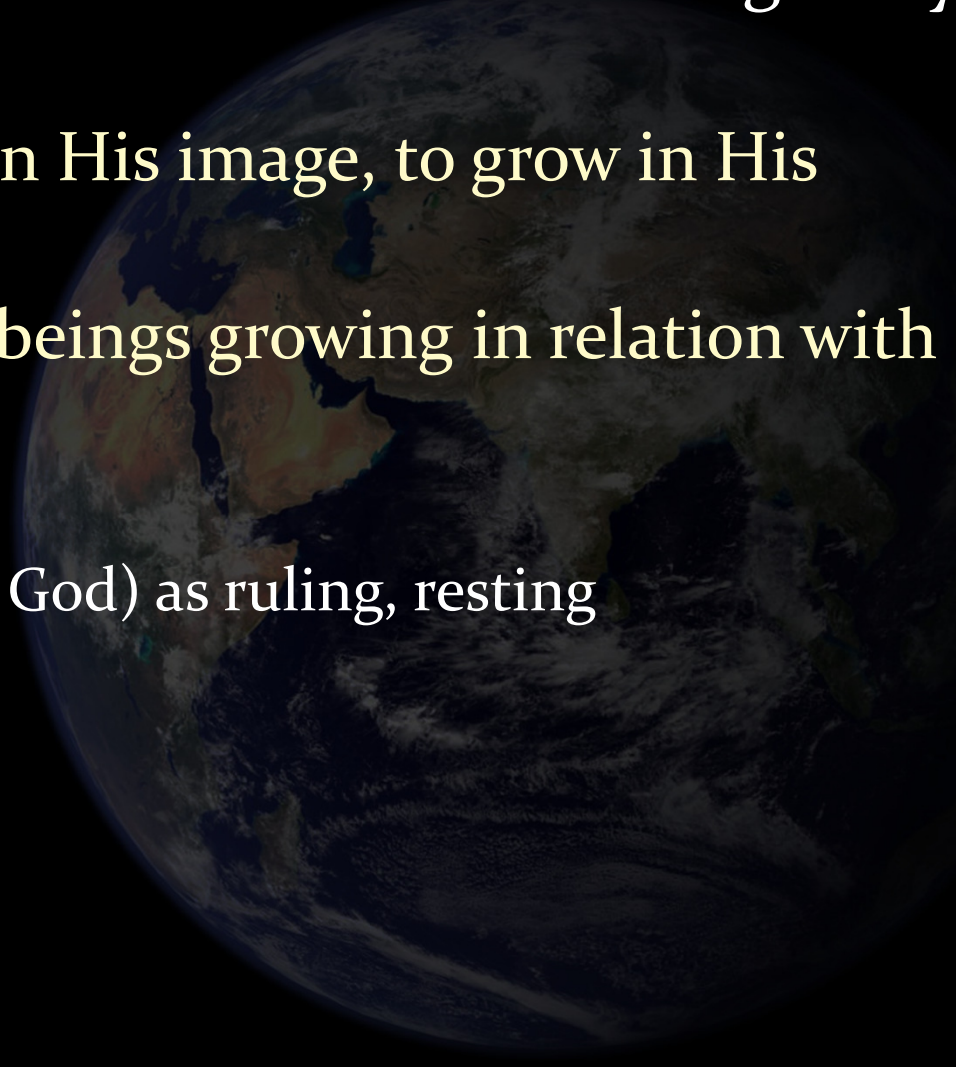 n His image, to grow in His
beings growing in relation with
God) as ruling, resting